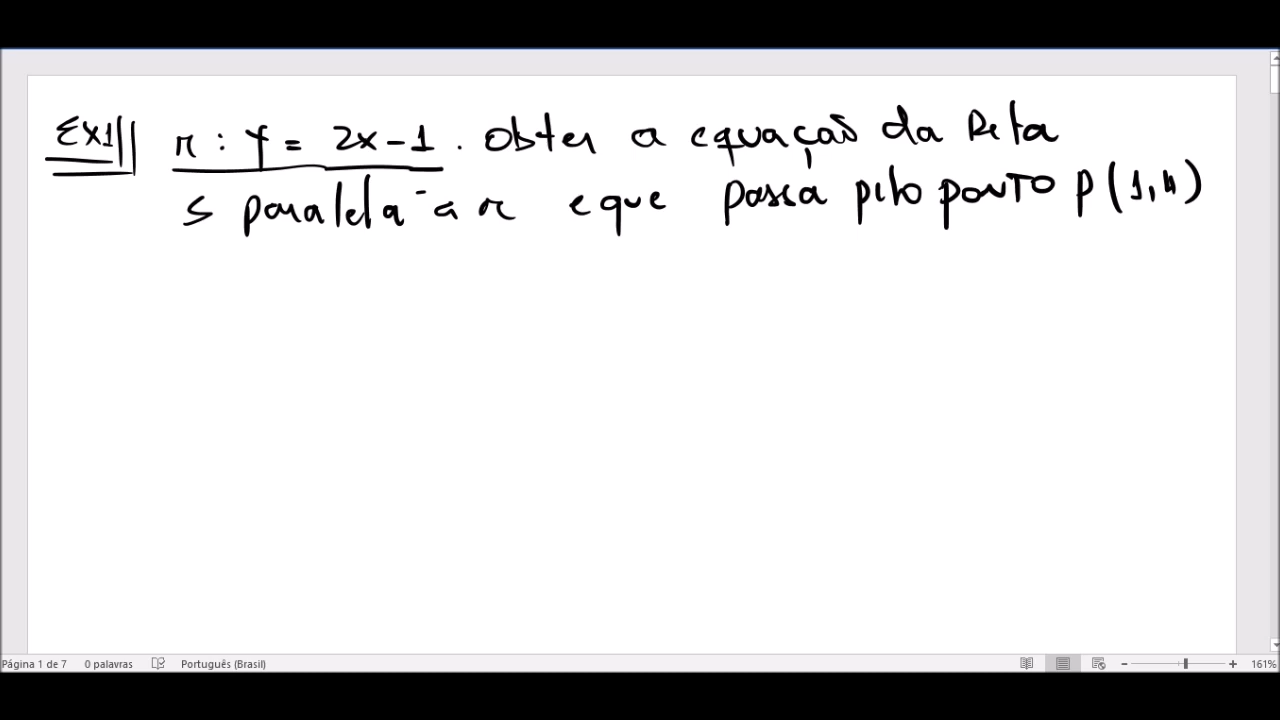 EX1|| r : y = 2x - 1 . Obter a equação da Reta
s paralela a r e que passa pelo ponto P(1,4)
Página 1 de 7 0 palavras Português (Brasil) 161%